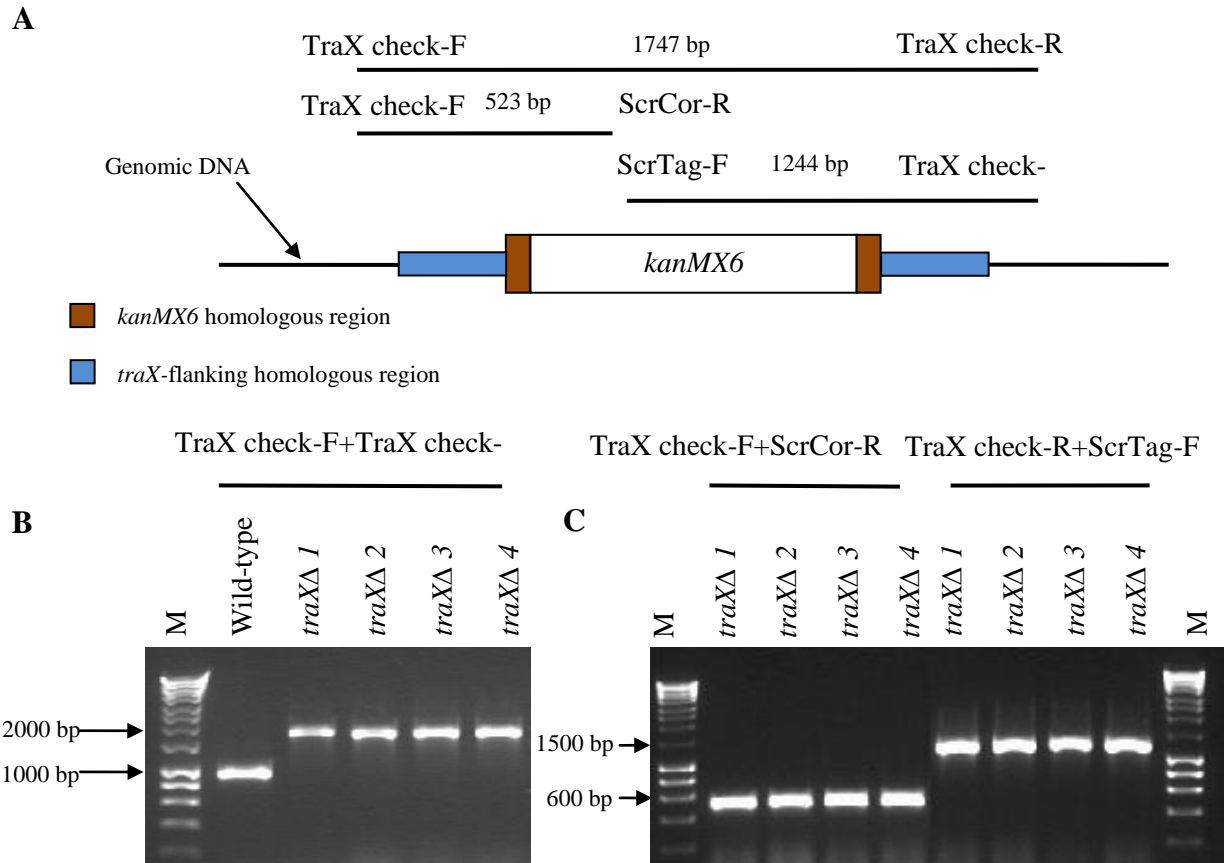 A
TraX check-F 1747 bp TraX check-R
TraX check-F 523 bp ScrCor-R
ScrTag-F 1244 bp TraX check-
Genomic DNA
kanMX6
kanMX6 homologous region
traX-flanking homologous region
TraX check-F+TraX check-
TraX check-F+ScrCor-R TraX check-R+ScrTag-F
B
M
Wild-type
traXΔ 1
traXΔ 2
traXΔ 3
traXΔ 4
2000 bp
1000 bp
C
M
traXΔ 1
traXΔ 2
traXΔ 3
traXΔ 4
traXΔ 1
traXΔ 2
traXΔ 3
traXΔ 4
M
1500 bp
600 bp